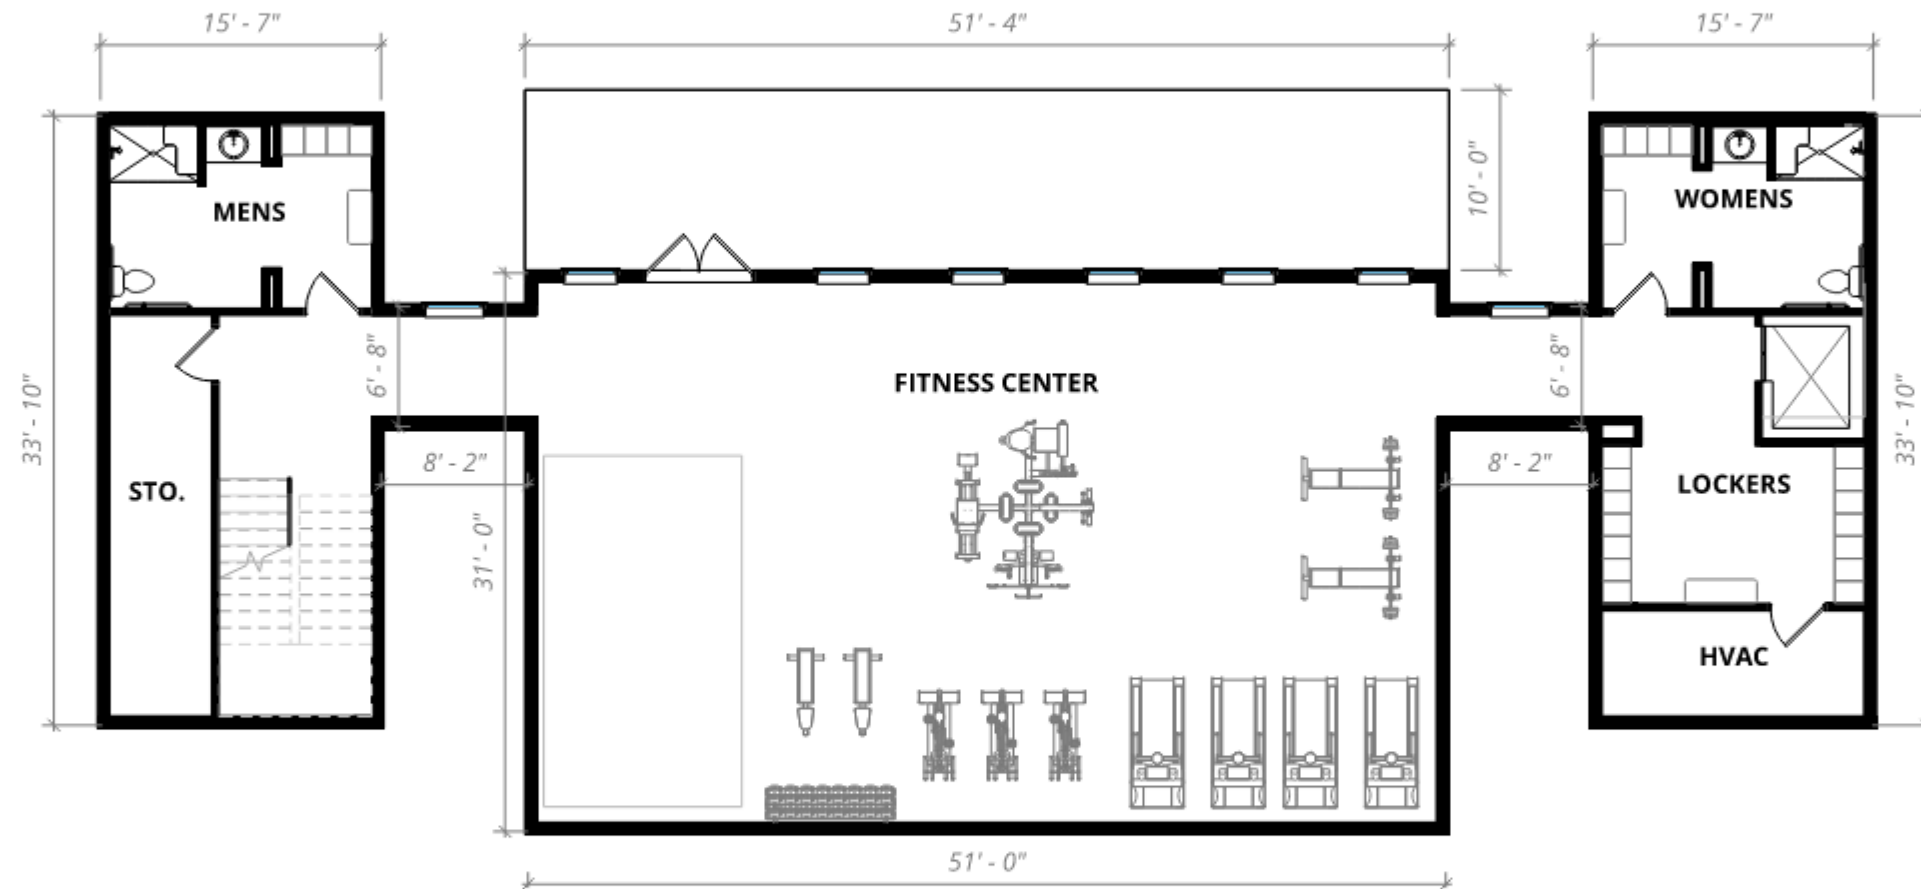 15' - 7"
51' - 4"
15' - 7"
10' - 0"
MENS
WOMENS
6' - 8"
6' - 8"
FITNESS CENTER
33' - 10"
33' - 10"
8' - 2"
8' - 2"
STO.
LOCKERS
31' - 0"
HVAC
51' - 0"